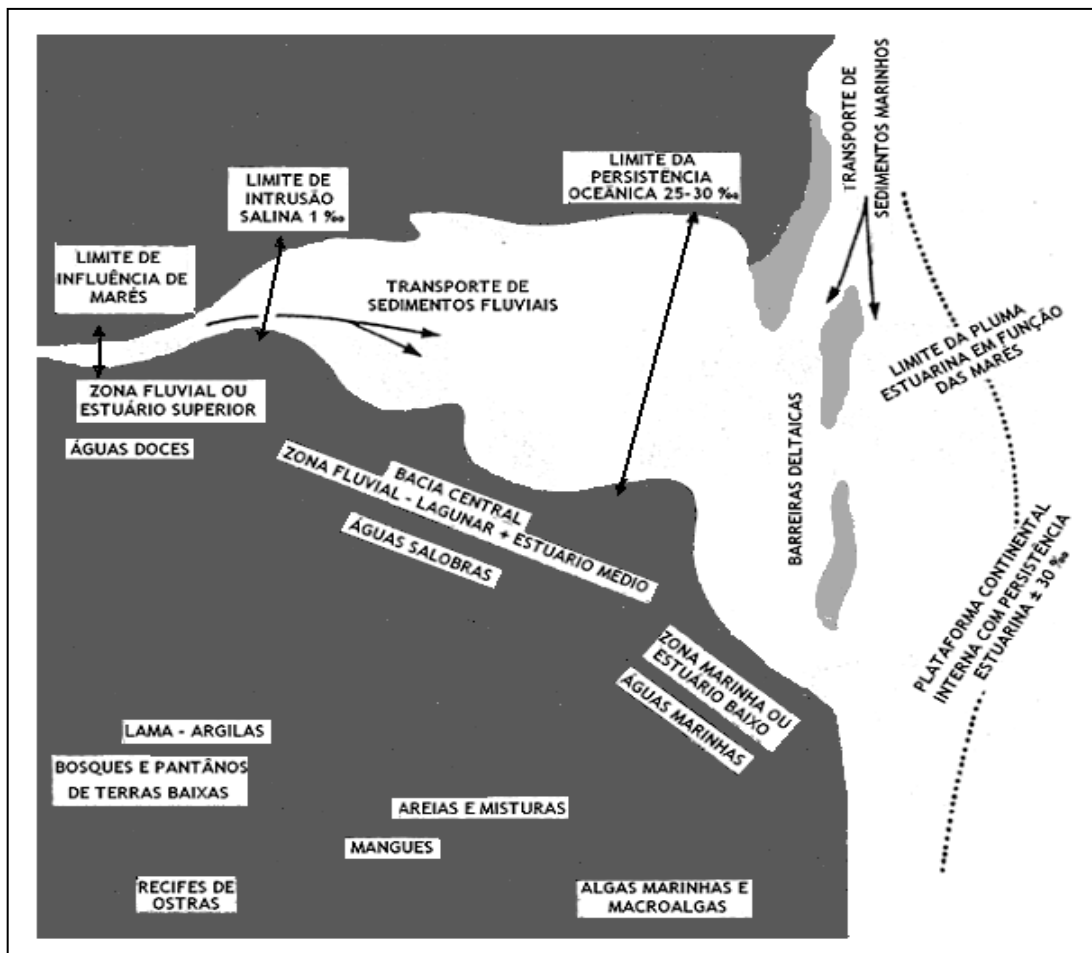 TRANSPORTE DE
SEDIMENTOS MARINHOS
LIMITE DA
PERSISTÊNCIA
OCEÂNICA 25-30 ‰
LIMITE DE
INTRUSÃO
SALINA 1 ‰
LIMITE DE
INFLUÊNCIA DE
MARÉS
TRANSPORTE DE
SEDIMENTOS FLUVIAIS
LIMITE DA PLUMA
ESTUARINA EM FUNÇÃO
DAS MARÉS
ZONA FLUVIAL OU
ESTUÁRIO SUPERIOR
ÁGUAS DOCES
BACIA CENTRAL
ZONA FLUVIAL - LAGUNAR + ESTUARIO MÉDIO
ÁGUAS SALOBRAS
BARREIRAS DELTAICAS
PLATAFORMA CONTINENTAL
INTERNA COM PERSISTÊNCIA
ESTUARINA ± 30 ‰
ZONA MARINHA OU
ESTUÁRIO BAIXO
ÁGUAS MARINHAS
LAMA - ARGILAS
BOSQUES E PANTÂNOS
DE TERRAS BAIXAS
AREIAS E MISTURAS
MANGUES
RECIFES DE
OSTRAS
ALGAS MARINHAS E
MACROALGAS